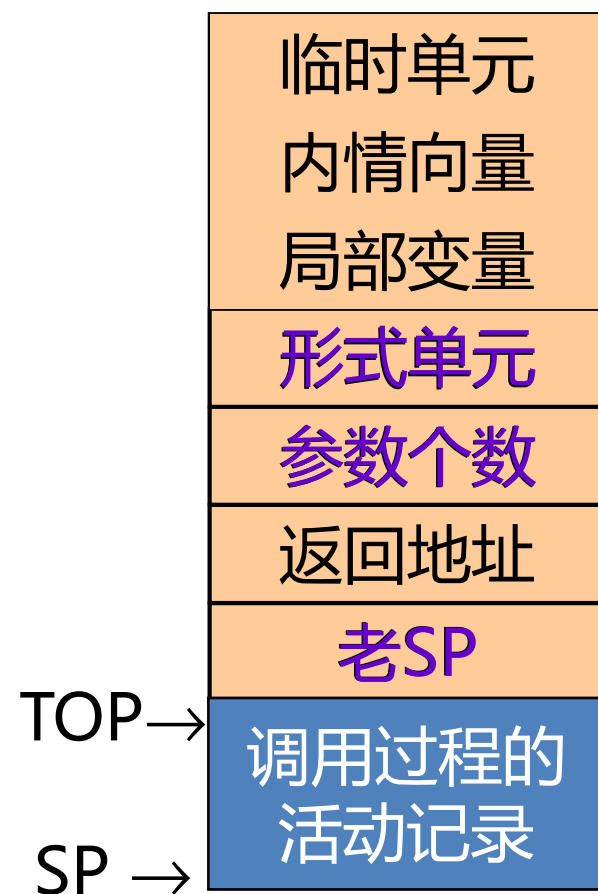 临时单元
内情向量
局部变量
形式单元
参数个数
返回地址
老SP
TOP→
调用过程的
活动记录
SP →